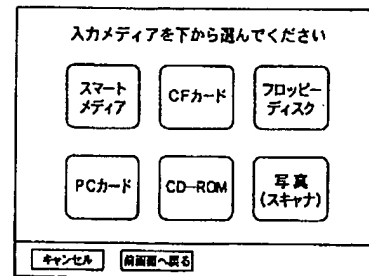 入力メディアを下から選んでください
スマート
メディア
CFカード
フロッピー
ディスク
PCカード
CD-ROM
写真
(スキャナ)
キャンセル
前画面へ戻る